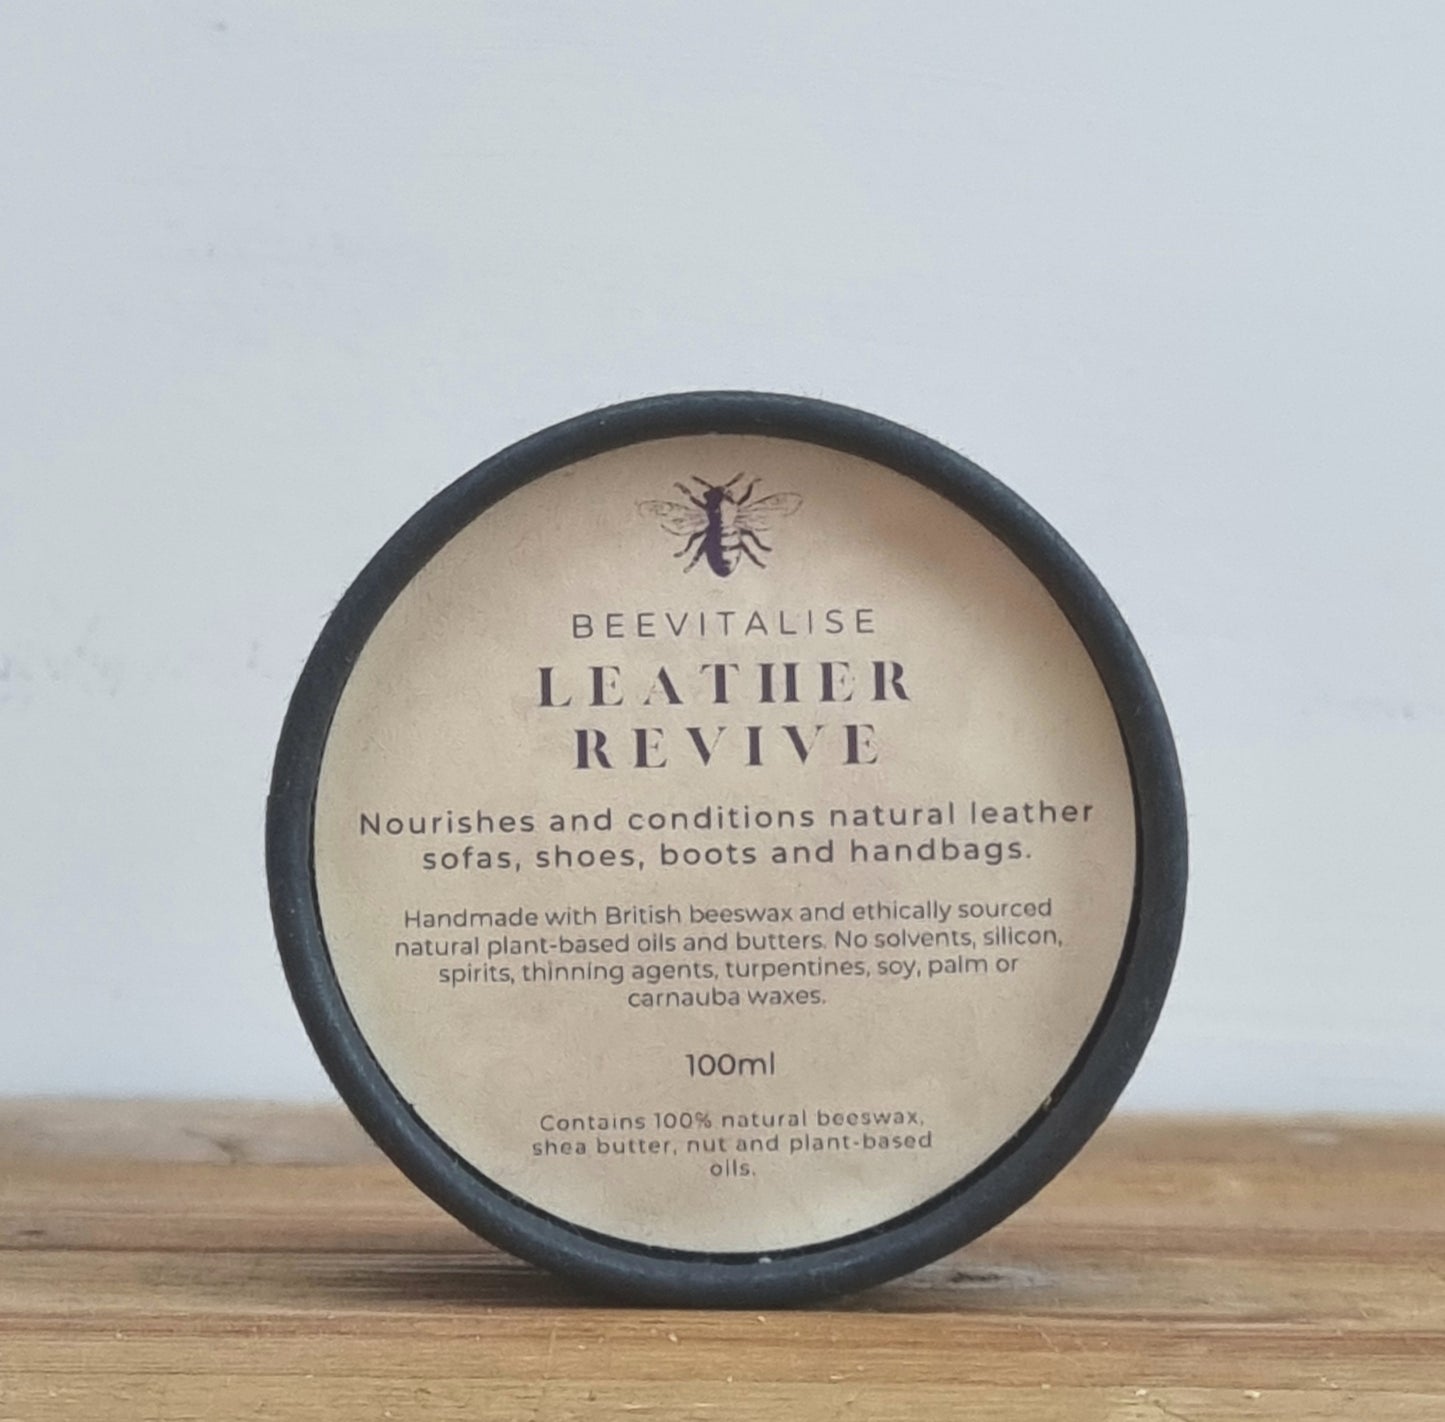 BEEVITALISE
LEATHER
REVIVE
Nourishes and conditions natural leather
sofas, shoes, boots and handbags.
Handmade with British beeswax and ethically sourced
natural plant-based oils and butters. No solvents, silicon,
spirits, thinning agents, turpentines, soy, palm or
carnauba waxes.
100ml
Contains 100% natural beeswax,
shea butter, nut and plant-based
oils.